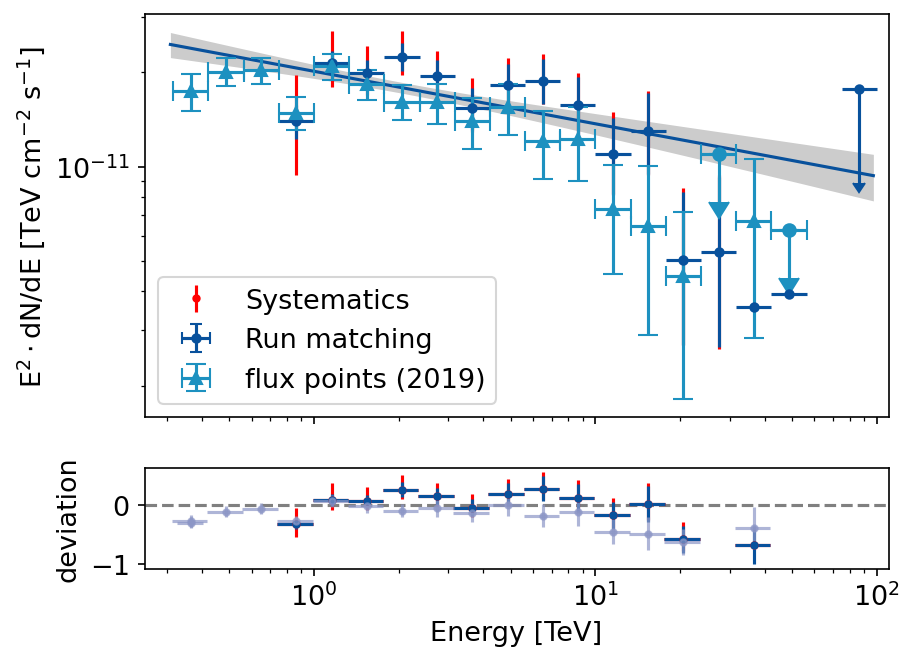 E² · dN/dE [TeV cm⁻² s⁻¹]
10⁻¹¹
Systematics
Run matching
flux points (2019)
deviation
0
−1
10⁰
10¹
10²
Energy [TeV]